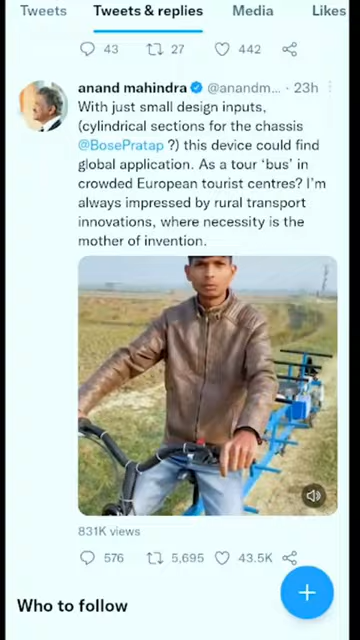 Tweets Tweets & replies Media Likes
43 27 442
anand mahindra @anandm... · 23h
With just small design inputs,
(cylindrical sections for the chassis
@BosePratap ?) this device could find
global application. As a tour ‘bus’ in
crowded European tourist centres? I’m
always impressed by rural transport
innovations, where necessity is the
mother of invention.
831K views
576 5,695 43.5K
Who to follow